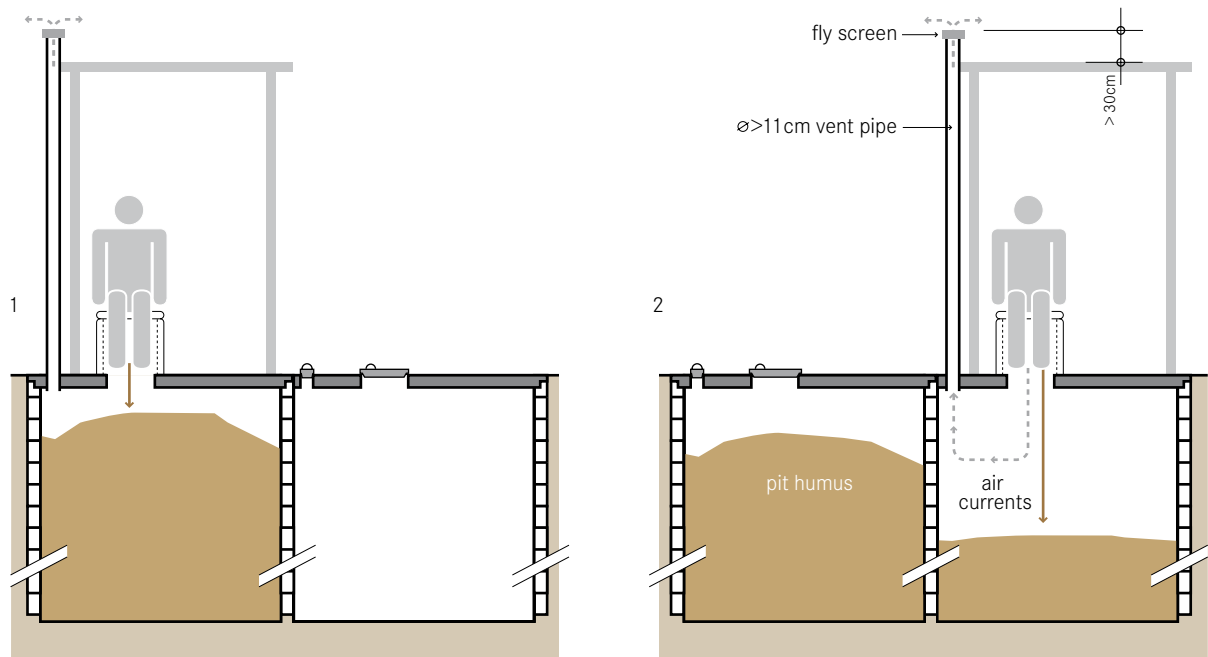 fly screen
> 30cm
⌀>11cm vent pipe
1
2
pit humus
air
currents